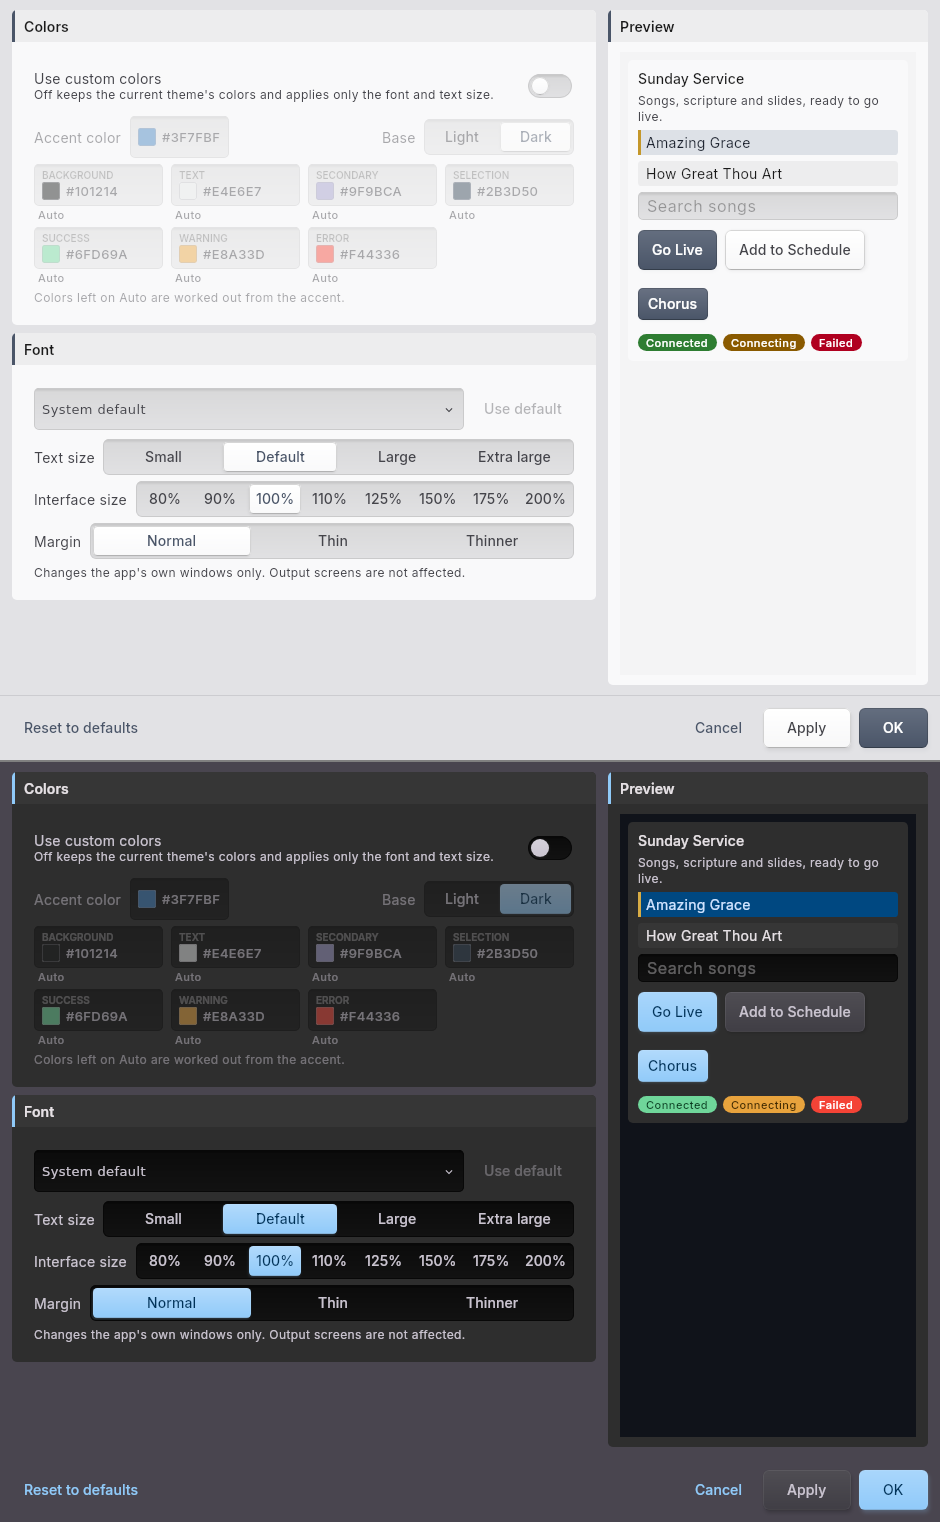 Colors
Use custom colors
Off keeps the current theme's colors and applies only the font and text size.
Accent color #3F7FBF Base Light Dark
BACKGROUND TEXT SECONDARY SELECTION
#101214 #E4E6E7 #9F9BCA #2B3D50
Auto Auto Auto Auto
SUCCESS WARNING ERROR
#6FD69A #E8A33D #F44336
Auto Auto Auto
Colors left on Auto are worked out from the accent.
Font
System default Use default
Text size Small Default Large Extra large
Interface size 80% 90% 100% 110% 125% 150% 175% 200%
Margin Normal Thin Thinner
Changes the app's own windows only. Output screens are not affected.
Preview
Sunday Service
Songs, scripture and slides, ready to go
live.
Amazing Grace
How Great Thou Art
Search songs
Go Live Add to Schedule
Chorus
Connected Connecting Failed
Reset to defaults Cancel Apply OK
Colors
Use custom colors
Off keeps the current theme's colors and applies only the font and text size.
Accent color #3F7FBF Base Light Dark
BACKGROUND TEXT SECONDARY SELECTION
#101214 #E4E6E7 #9F9BCA #2B3D50
Auto Auto Auto Auto
SUCCESS WARNING ERROR
#6FD69A #E8A33D #F44336
Auto Auto Auto
Colors left on Auto are worked out from the accent.
Font
System default Use default
Text size Small Default Large Extra large
Interface size 80% 90% 100% 110% 125% 150% 175% 200%
Margin Normal Thin Thinner
Changes the app's own windows only. Output screens are not affected.
Preview
Sunday Service
Songs, scripture and slides, ready to go
live.
Amazing Grace
How Great Thou Art
Search songs
Go Live Add to Schedule
Chorus
Connected Connecting Failed
Reset to defaults Cancel Apply OK